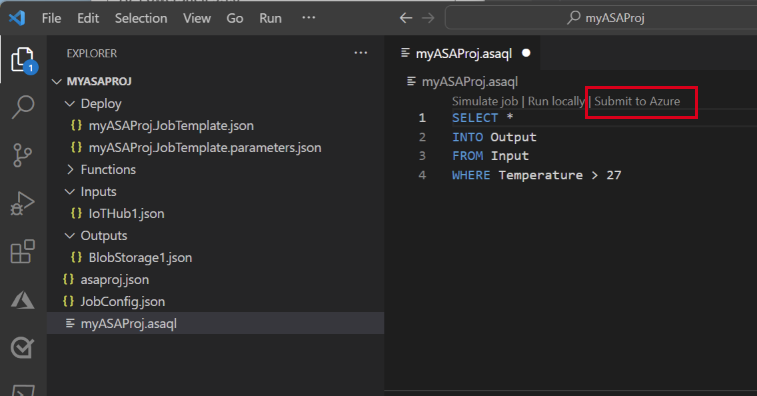 File Edit Selection View Go Run ··· myASAProj
EXPLORER ···
1
MYASAPROJ
Deploy
{} myASAProj.JobTemplate.json
{} myASAProj.JobTemplate.parameters.json
Functions
Inputs
{} IoTHub1.json
Outputs
{} BlobStorage1.json
{} asaproj.json
{} JobConfig.json
myASAProj.asaql
myASAProj.asaql
myASAProj.asaql
Simulate job | Run locally | Submit to Azure
1 SELECT *
2 INTO Output
3 FROM Input
4 WHERE Temperature > 27